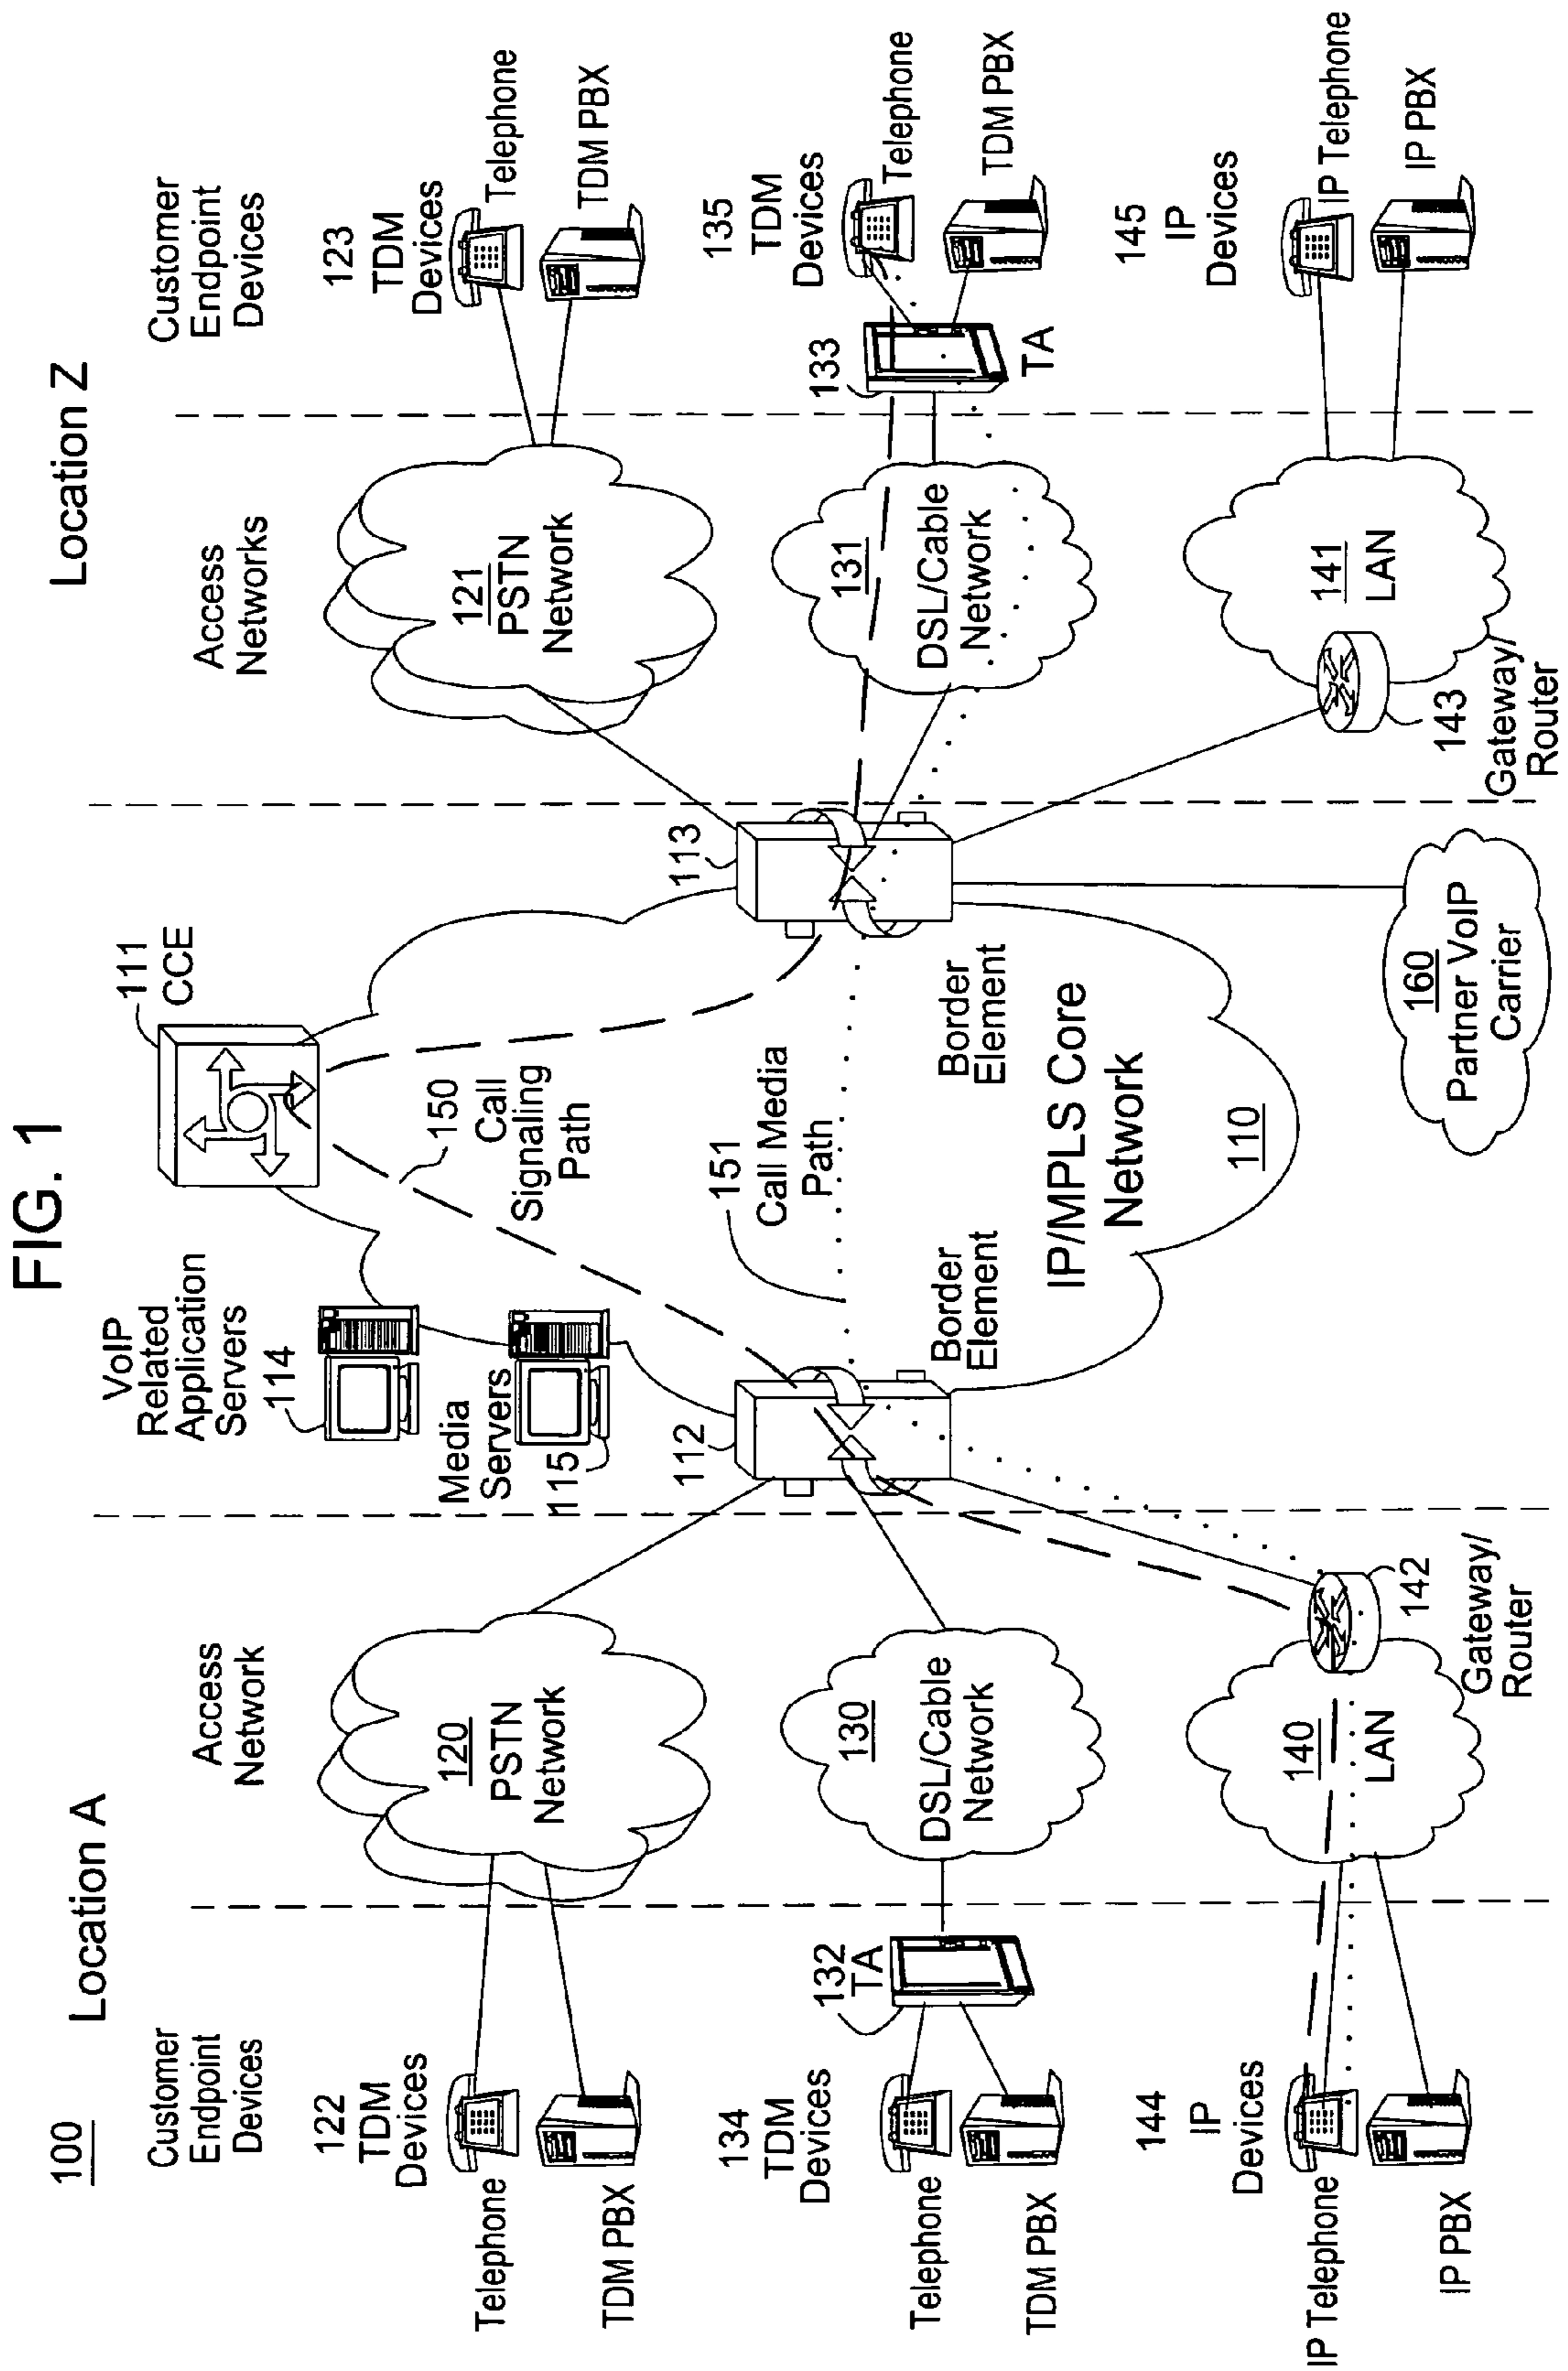 FIG. 1
100
Location A
Location Z
Customer
Endpoint
Devices
Access
Network
VoIP
Related
Application
Servers
114
111
CCE
Access
Networks
Customer
Endpoint
Devices
122
TDM
Devices
Telephone
TDM PBX
120
PSTN
Network
Media
Servers
115
150
Call
Signaling
Path
121
PSTN
Network
123
TDM
Devices
Telephone
TDM PBX
134
TDM
Devices
Telephone
TDM PBX
132
TA
130
DSL/Cable
Network
112
Border
Element
151
Call Media
Path
113
Border
Element
131
DSL/Cable
Network
133
TA
135
TDM
Devices
Telephone
TDM PBX
IP/MPLS Core
Network
110
144
IP
Devices
IP Telephone
IP PBX
140
LAN
142
Gateway/
Router
160
Partner VoIP
Carrier
143
Gateway/
Router
141
LAN
145
IP
Devices
IP Telephone
IP PBX